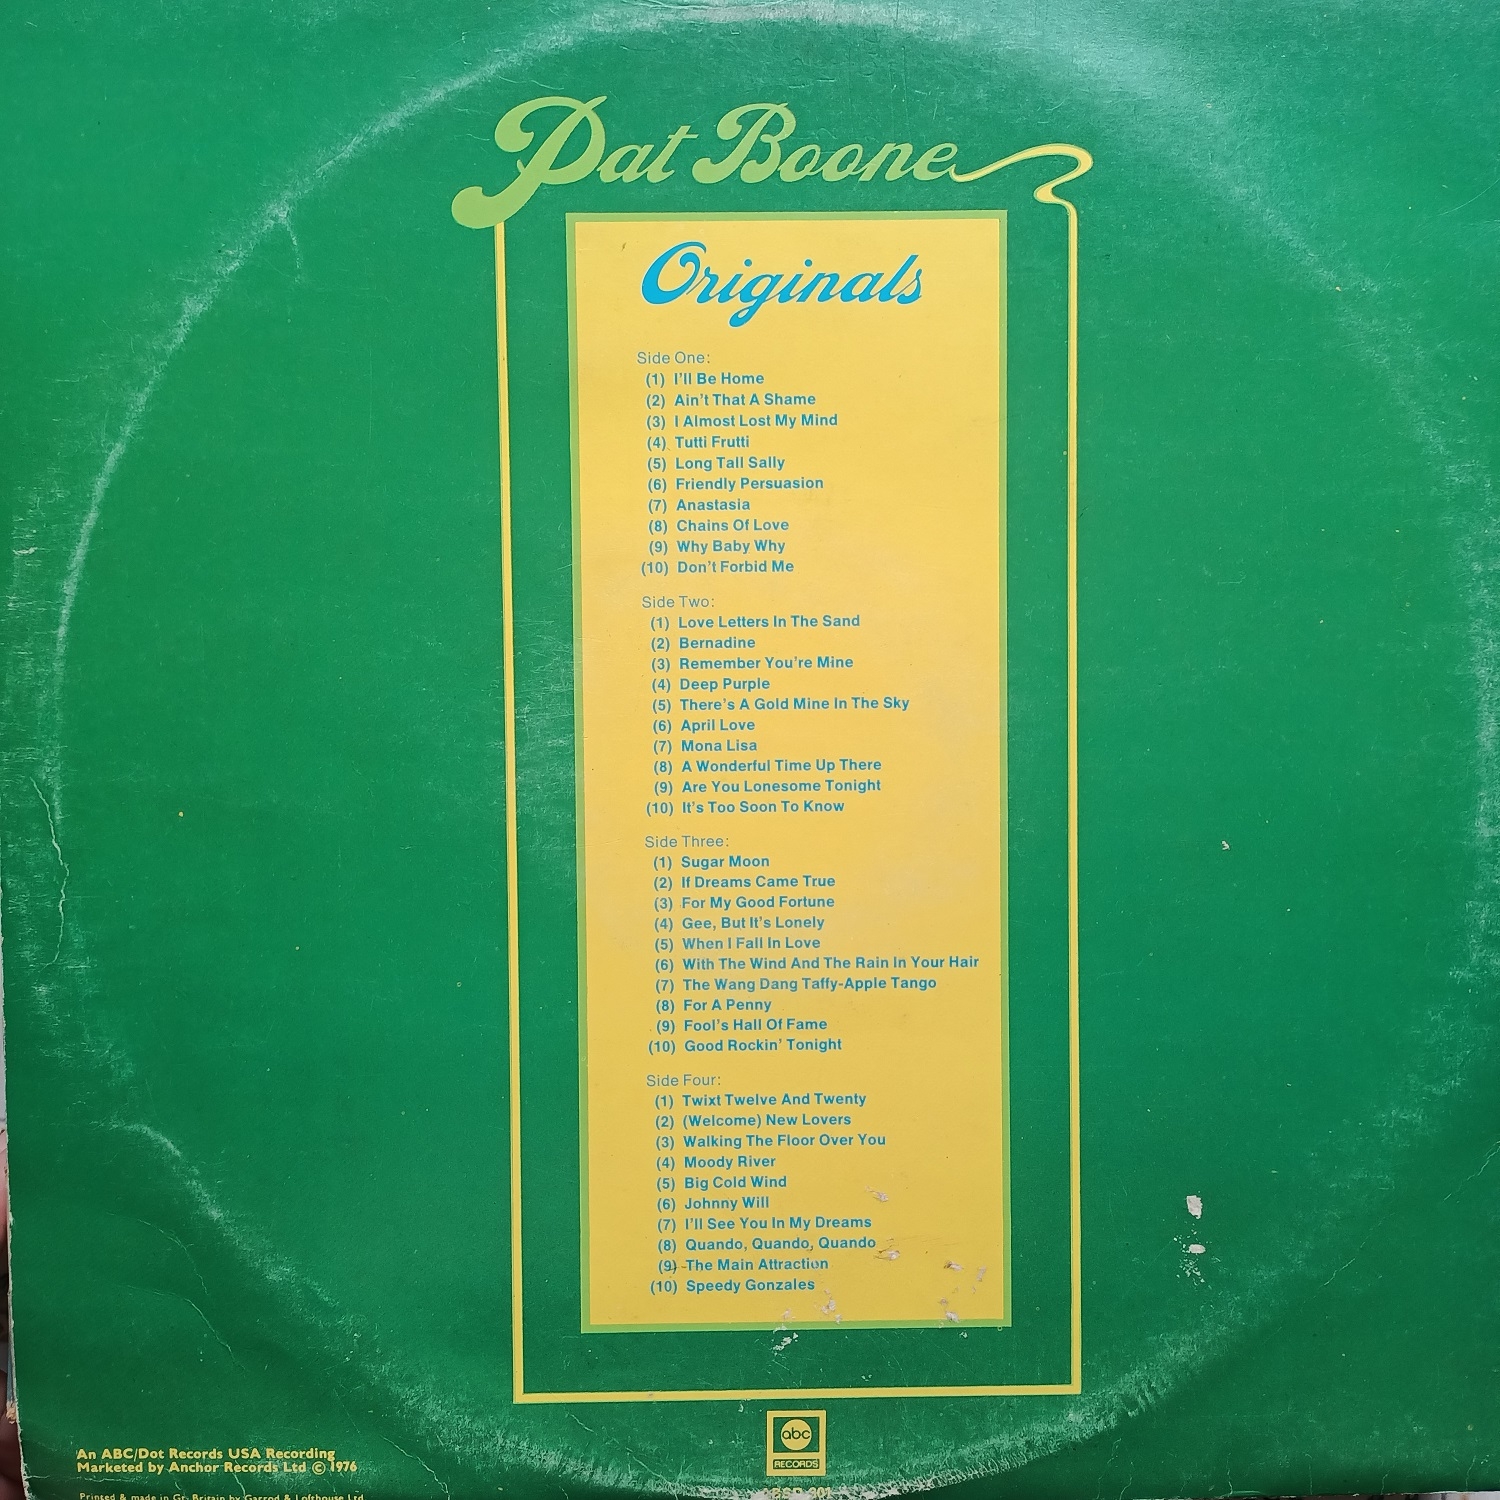 Pat Boone
Originals
Side One:
(1) I'll Be Home
(2) Ain't That A Shame
(3) I Almost Lost My Mind
(4) Tutti Frutti
(5) Long Tall Sally
(6) Friendly Persuasion
(7) Anastasia
(8) Chains Of Love
(9) Why Baby Why
(10) Don't Forbid Me
Side Two:
(1) Love Letters In The Sand
(2) Bernadine
(3) Remember You're Mine
(4) Deep Purple
(5) There's A Gold Mine In The Sky
(6) April Love
(7) Mona Lisa
(8) A Wonderful Time Up There
(9) Are You Lonesome Tonight
(10) It's Too Soon To Know
Side Three:
(1) Sugar Moon
(2) If Dreams Came True
(3) For My Good Fortune
(4) Gee, But It's Lonely
(5) When I Fall In Love
(6) With The Wind And The Rain In Your Hair
(7) The Wang Dang Taffy-Apple Tango
(8) For A Penny
(9) Fool's Hall Of Fame
(10) Good Rockin' Tonight
Side Four:
(1) Twixt Twelve And Twenty
(2) (Welcome) New Lovers
(3) Walking The Floor Over You
(4) Moody River
(5) Big Cold Wind
(6) Johnny Will
(7) I'll See You In My Dreams
(8) Quando, Quando, Quando
(9) The Main Attraction
(10) Speedy Gonzales
abc
RECORDS
An ABC/Dot Records USA Recording
Marketed by Anchor Records Ltd © 1976
Printed & made in Gt. Britain by Garrod & Lofthouse Ltd